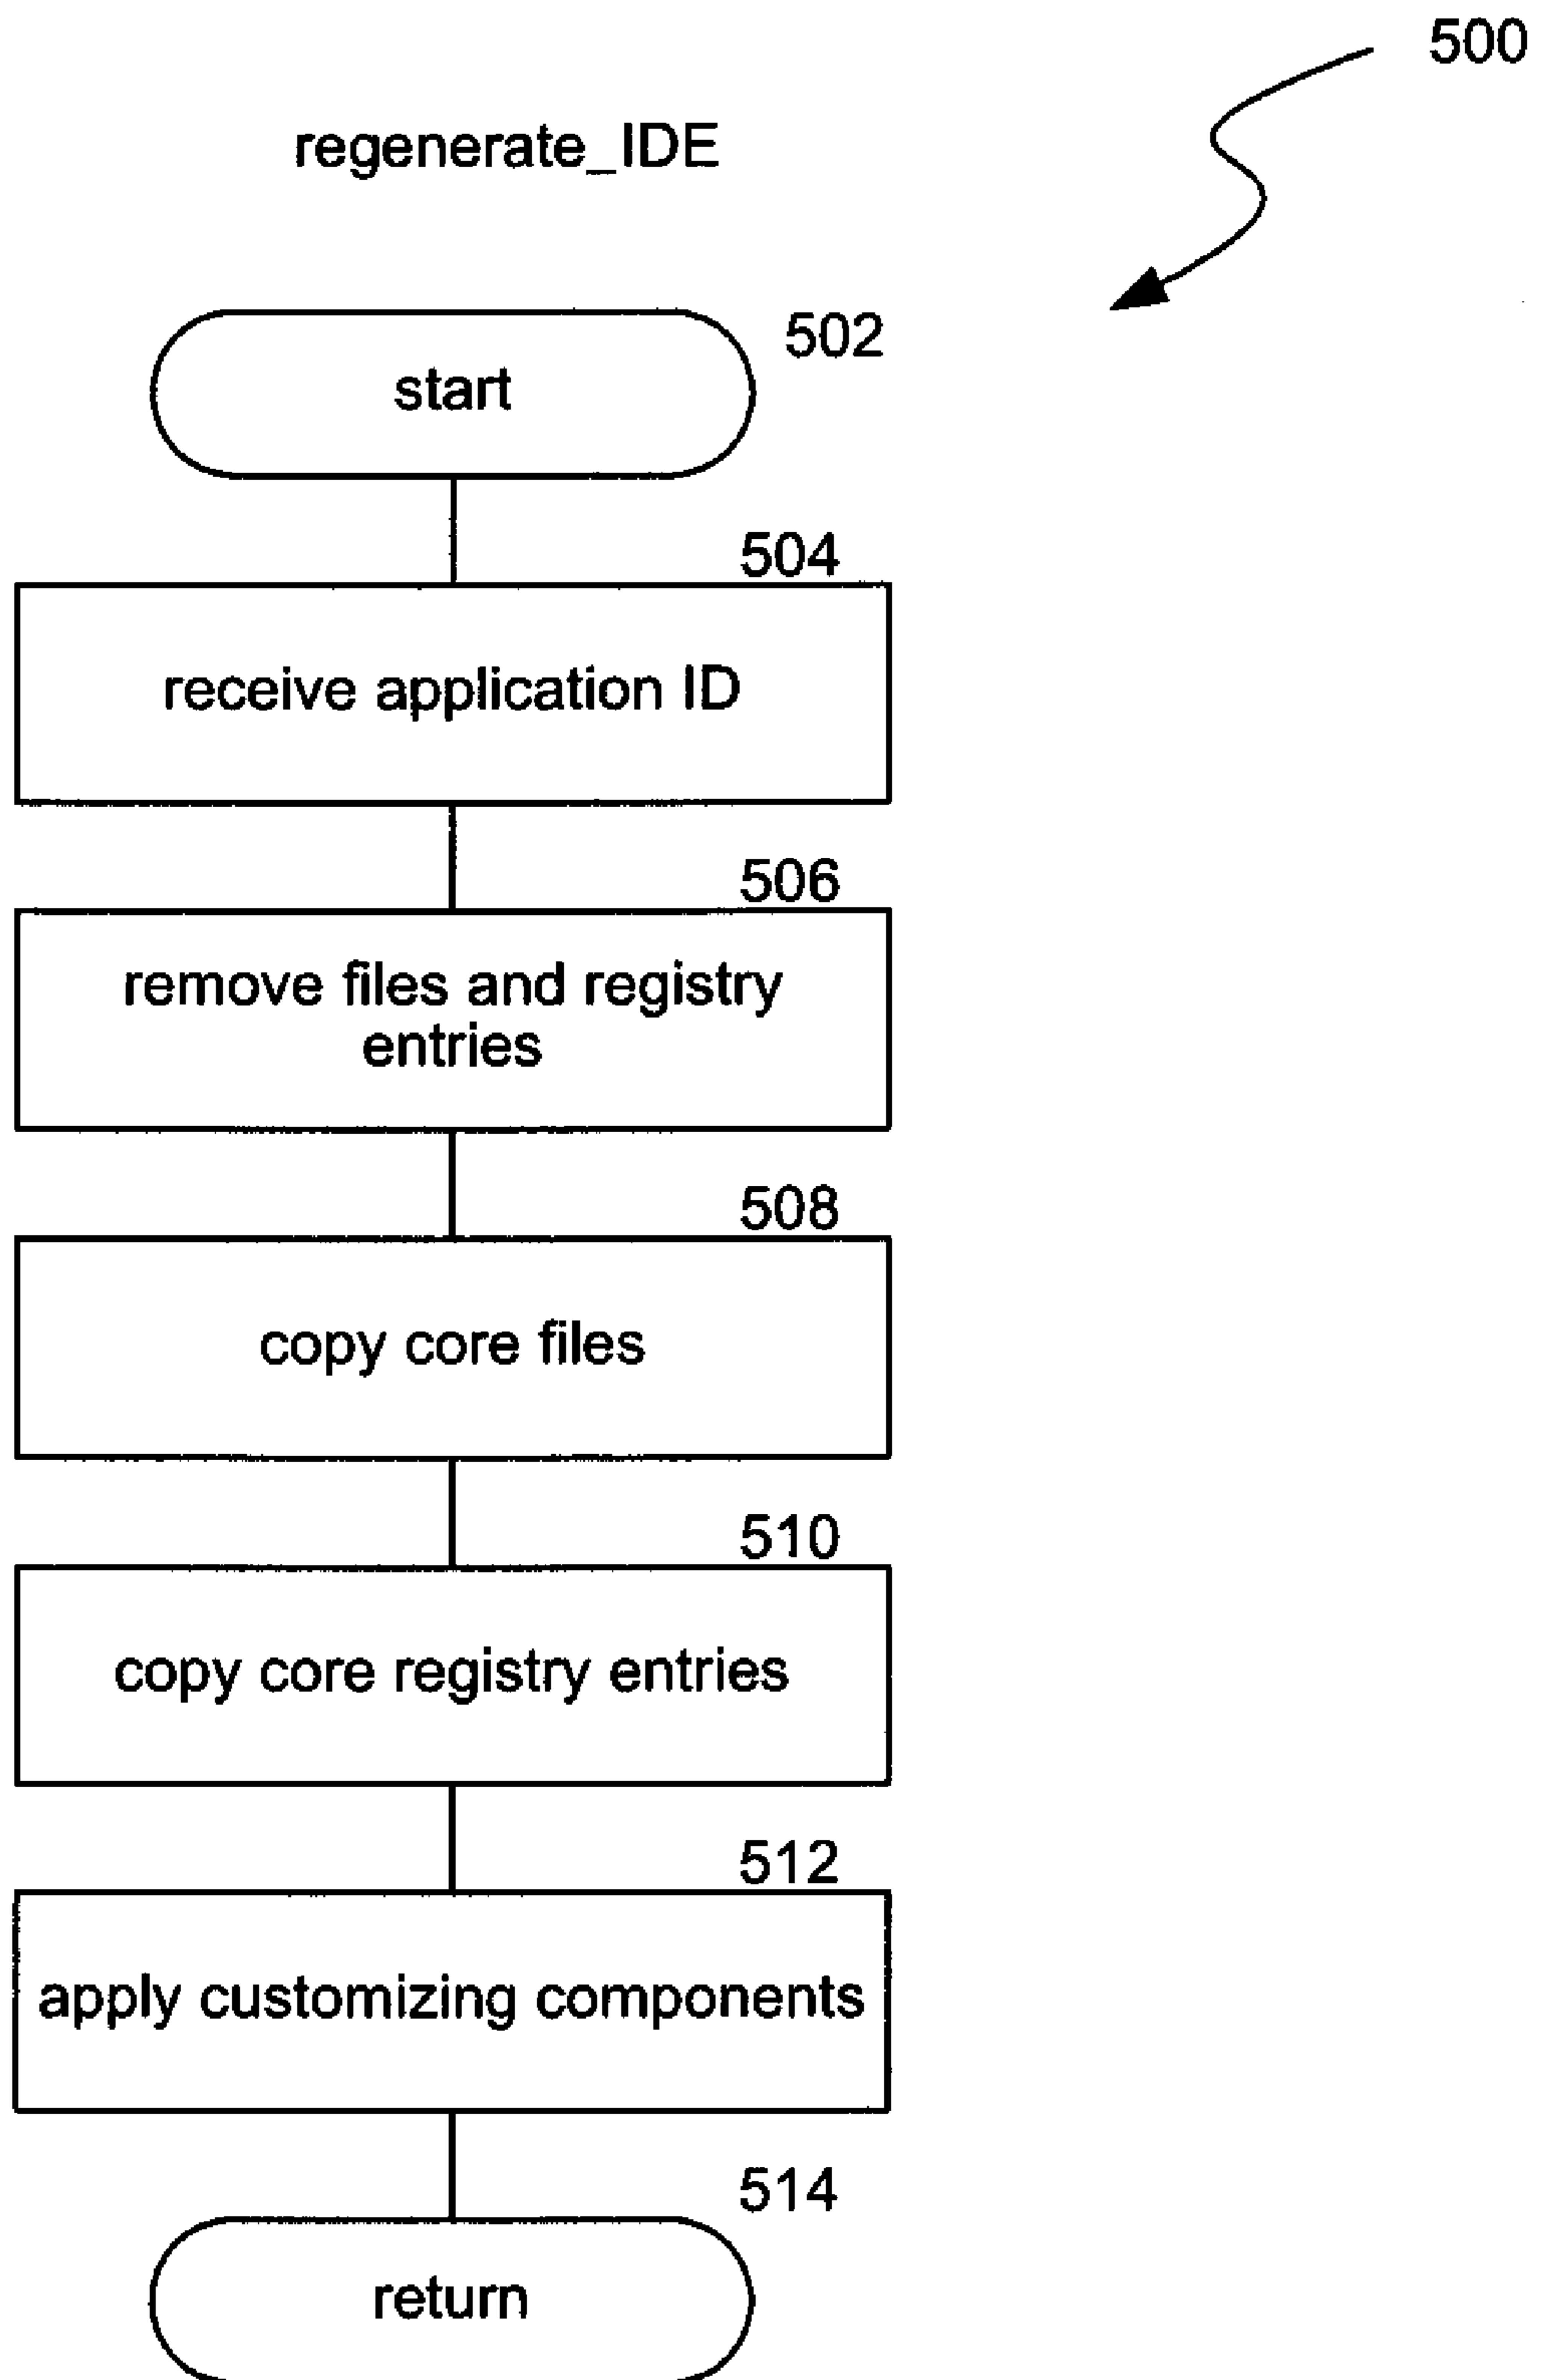 500
regenerate_IDE
502
start
504
receive application ID
506
remove files and registry
entries
508
copy core files
510
copy core registry entries
512
apply customizing components
514
return